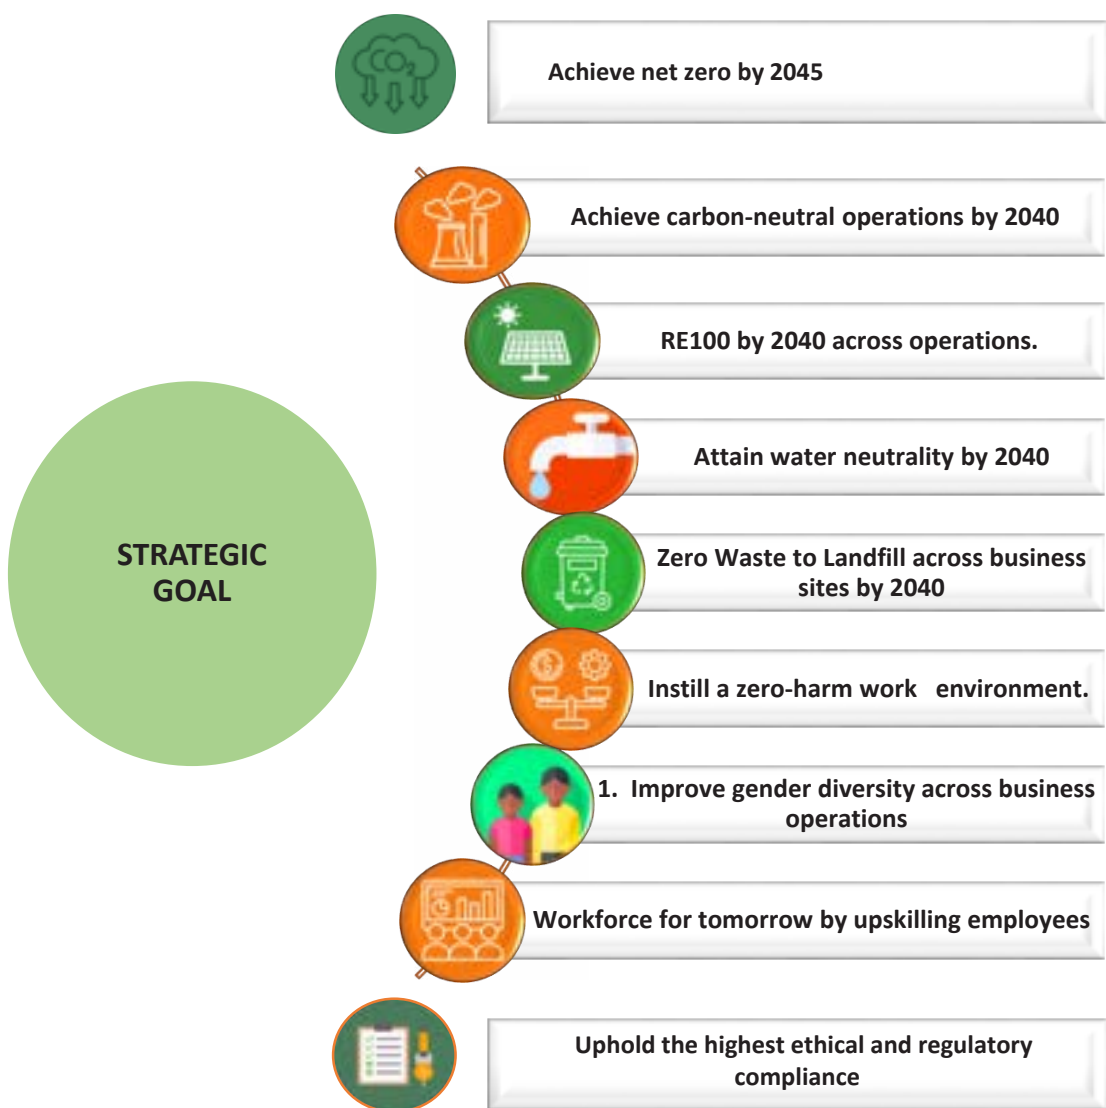 CO₂
Achieve net zero by 2045
Achieve carbon-neutral operations by 2040
RE100 by 2040 across operations.
Attain water neutrality by 2040
STRATEGIC
GOAL
Zero Waste to Landfill across business
sites by 2040
Instill a zero-harm work   environment.
1.  Improve gender diversity across business
operations
Workforce for tomorrow by upskilling employees
Uphold the highest ethical and regulatory
compliance